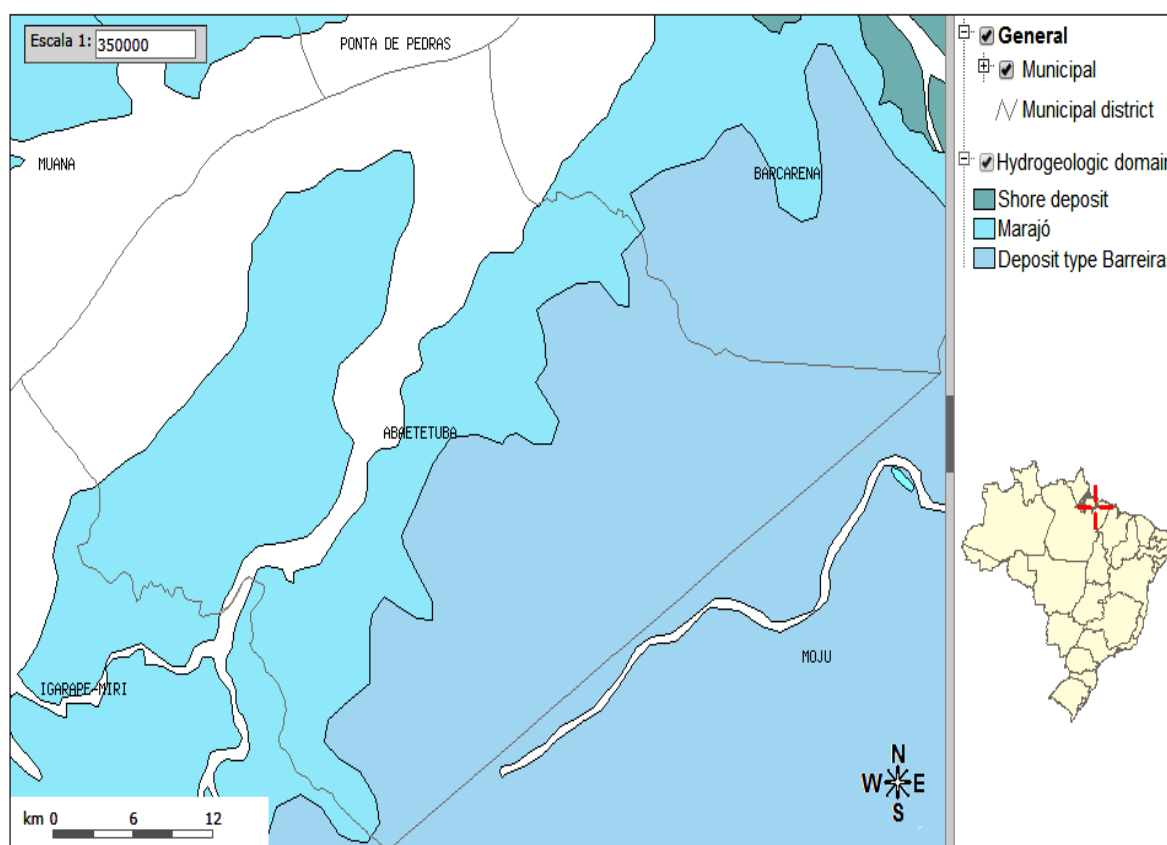 Escala 1: 350000
PONTA DE PEDRAS
MUANA
BARCARENA
ABAETETUBA
MOJU
IGARAPE-MIRI
km 0 6 12
N
W E
S
General
Municipal
Municipal district
Hydrogeologic domain
Shore deposit
Marajó
Deposit type Barreiras